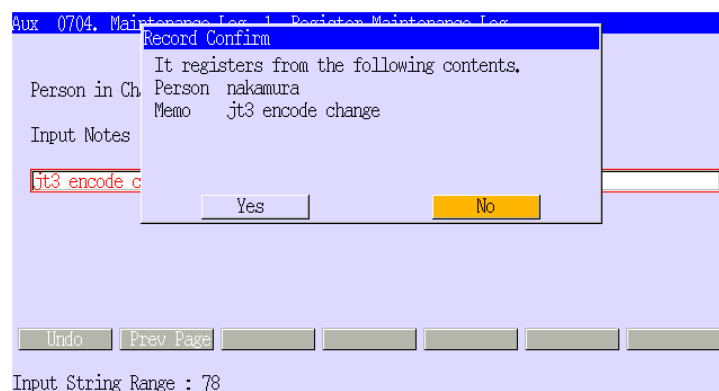 Aux 0704. Maintenance Log 1 Register Maintenance Log
Record Confirm
It registers from the following contents.
Person in Ch
Person nakamura
Memo jt3 encode change
Input Notes
jt3 encode c
Yes No
Undo Prev Page
Input String Range : 78